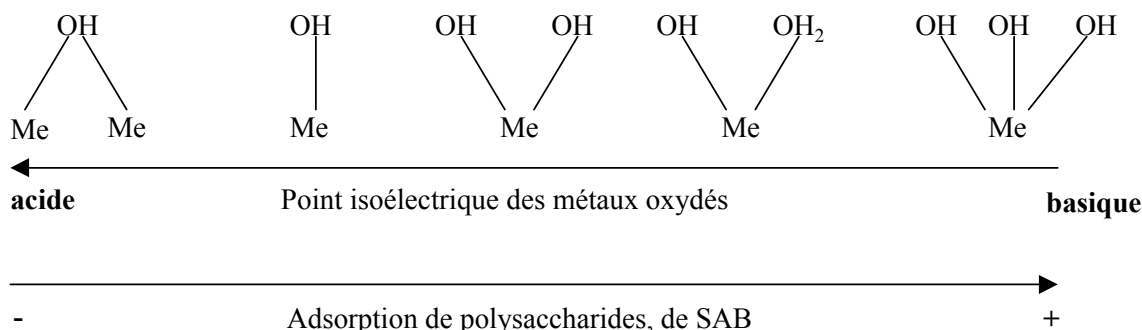 OH OH OH OH OH OH₂ OH OH OH
Me Me Me Me Me Me
acide Point isoélectrique des métaux oxydés basique
- Adsorption de polysaccharides, de SAB +